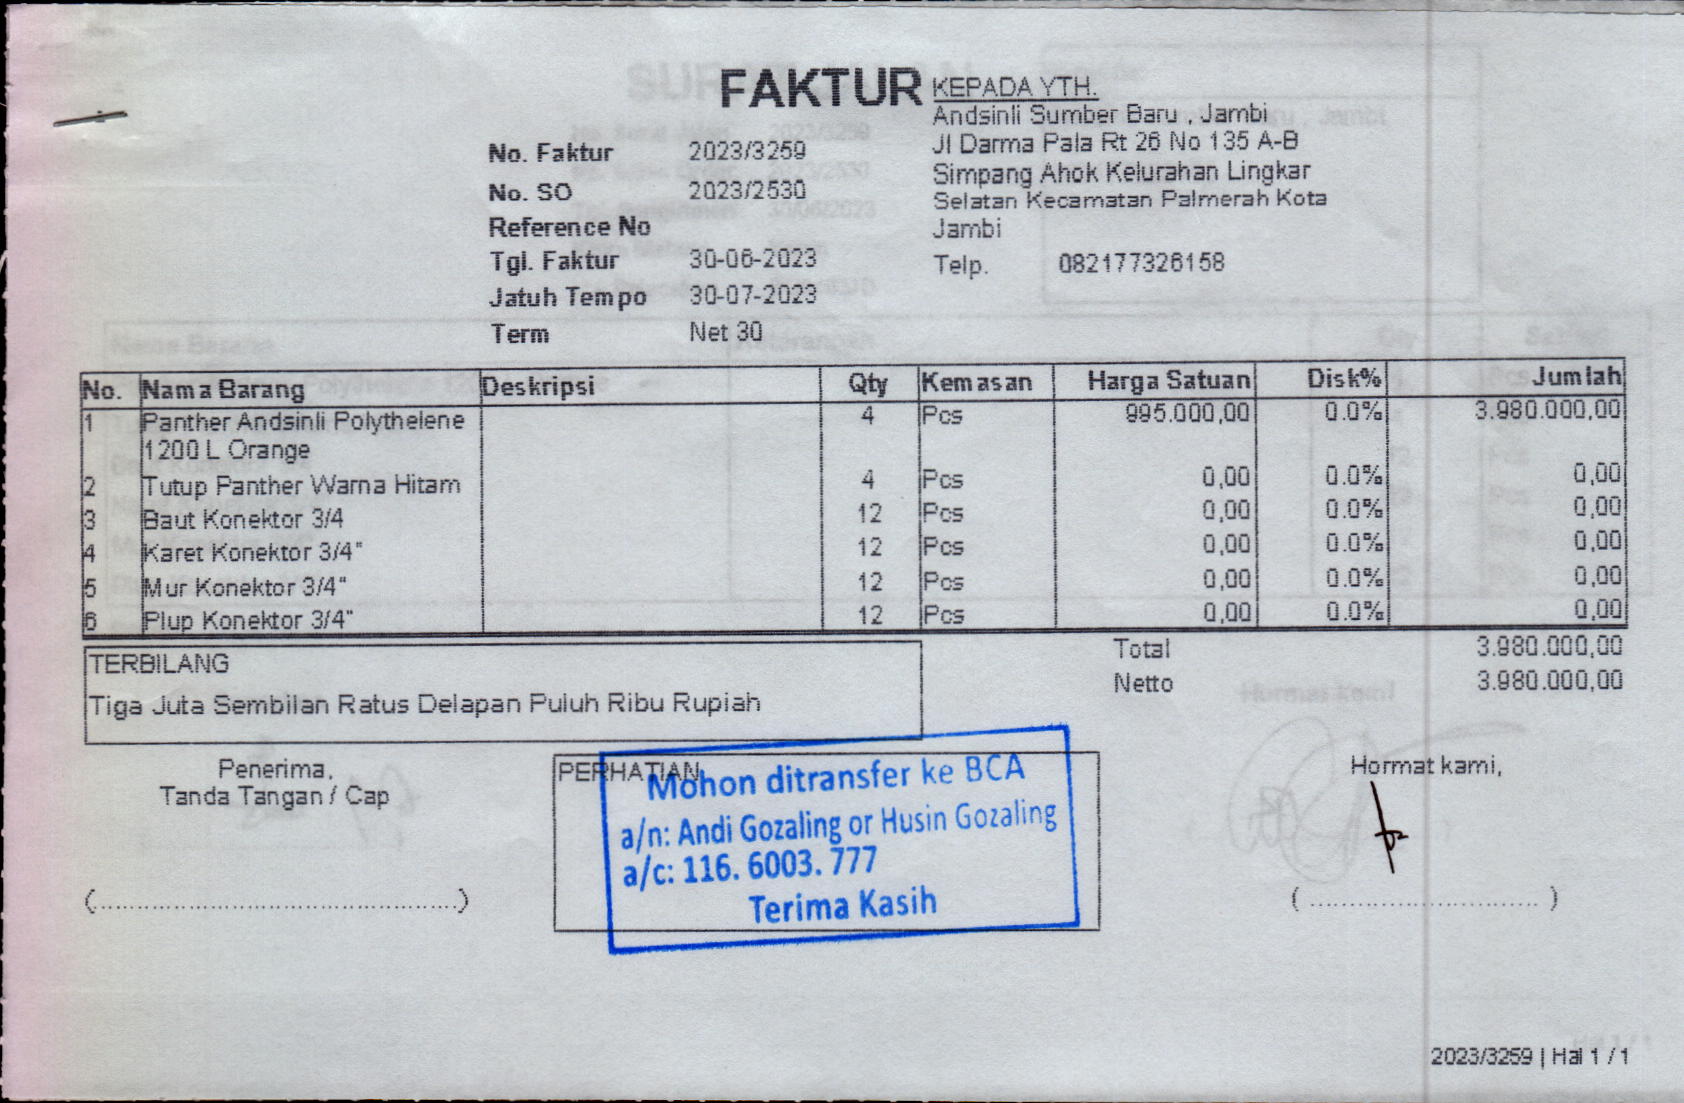 FAKTUR
No. Faktur 2023/3259
No. SO 2023/2530
Reference No
Tgl. Faktur 30-06-2023
Jatuh Tempo 30-07-2023
Term Net 30
KEPADA YTH.
Andsinli Sumber Baru , Jambi
Jl Darma Pala Rt 26 No 135 A-B
Simpang Ahok Kelurahan Lingkar
Selatan Kecamatan Palmerah Kota
Jambi
Telp. 082177326158
No. Nama Barang Deskripsi Qty Kemasan Harga Satuan Disk% Jumlah
1 Panther Andsinli Polythelene 4 Pcs 995.000,00 0.0% 3.980.000,00
1200 L Orange
2 Tutup Panther Warna Hitam 4 Pcs 0,00 0.0% 0,00
3 Baut Konektor 3/4 12 Pcs 0,00 0.0% 0,00
4 Karet Konektor 3/4" 12 Pcs 0,00 0.0% 0,00
5 Mur Konektor 3/4" 12 Pcs 0,00 0.0% 0,00
6 Plup Konektor 3/4" 12 Pcs 0,00 0.0% 0,00
Total 3.980.000,00
Netto 3.980.000,00
TERBILANG
Tiga Juta Sembilan Ratus Delapan Puluh Ribu Rupiah
Penerima,
Tanda Tangan / Cap
(..........................................)
PERHATIAN
Mohon ditransfer ke BCA
a/n: Andi Gozaling or Husin Gozaling
a/c: 116. 6003. 777
Terima Kasih
Hormat kami,
( ............................ )
2023/3259 | Hal 1 / 1